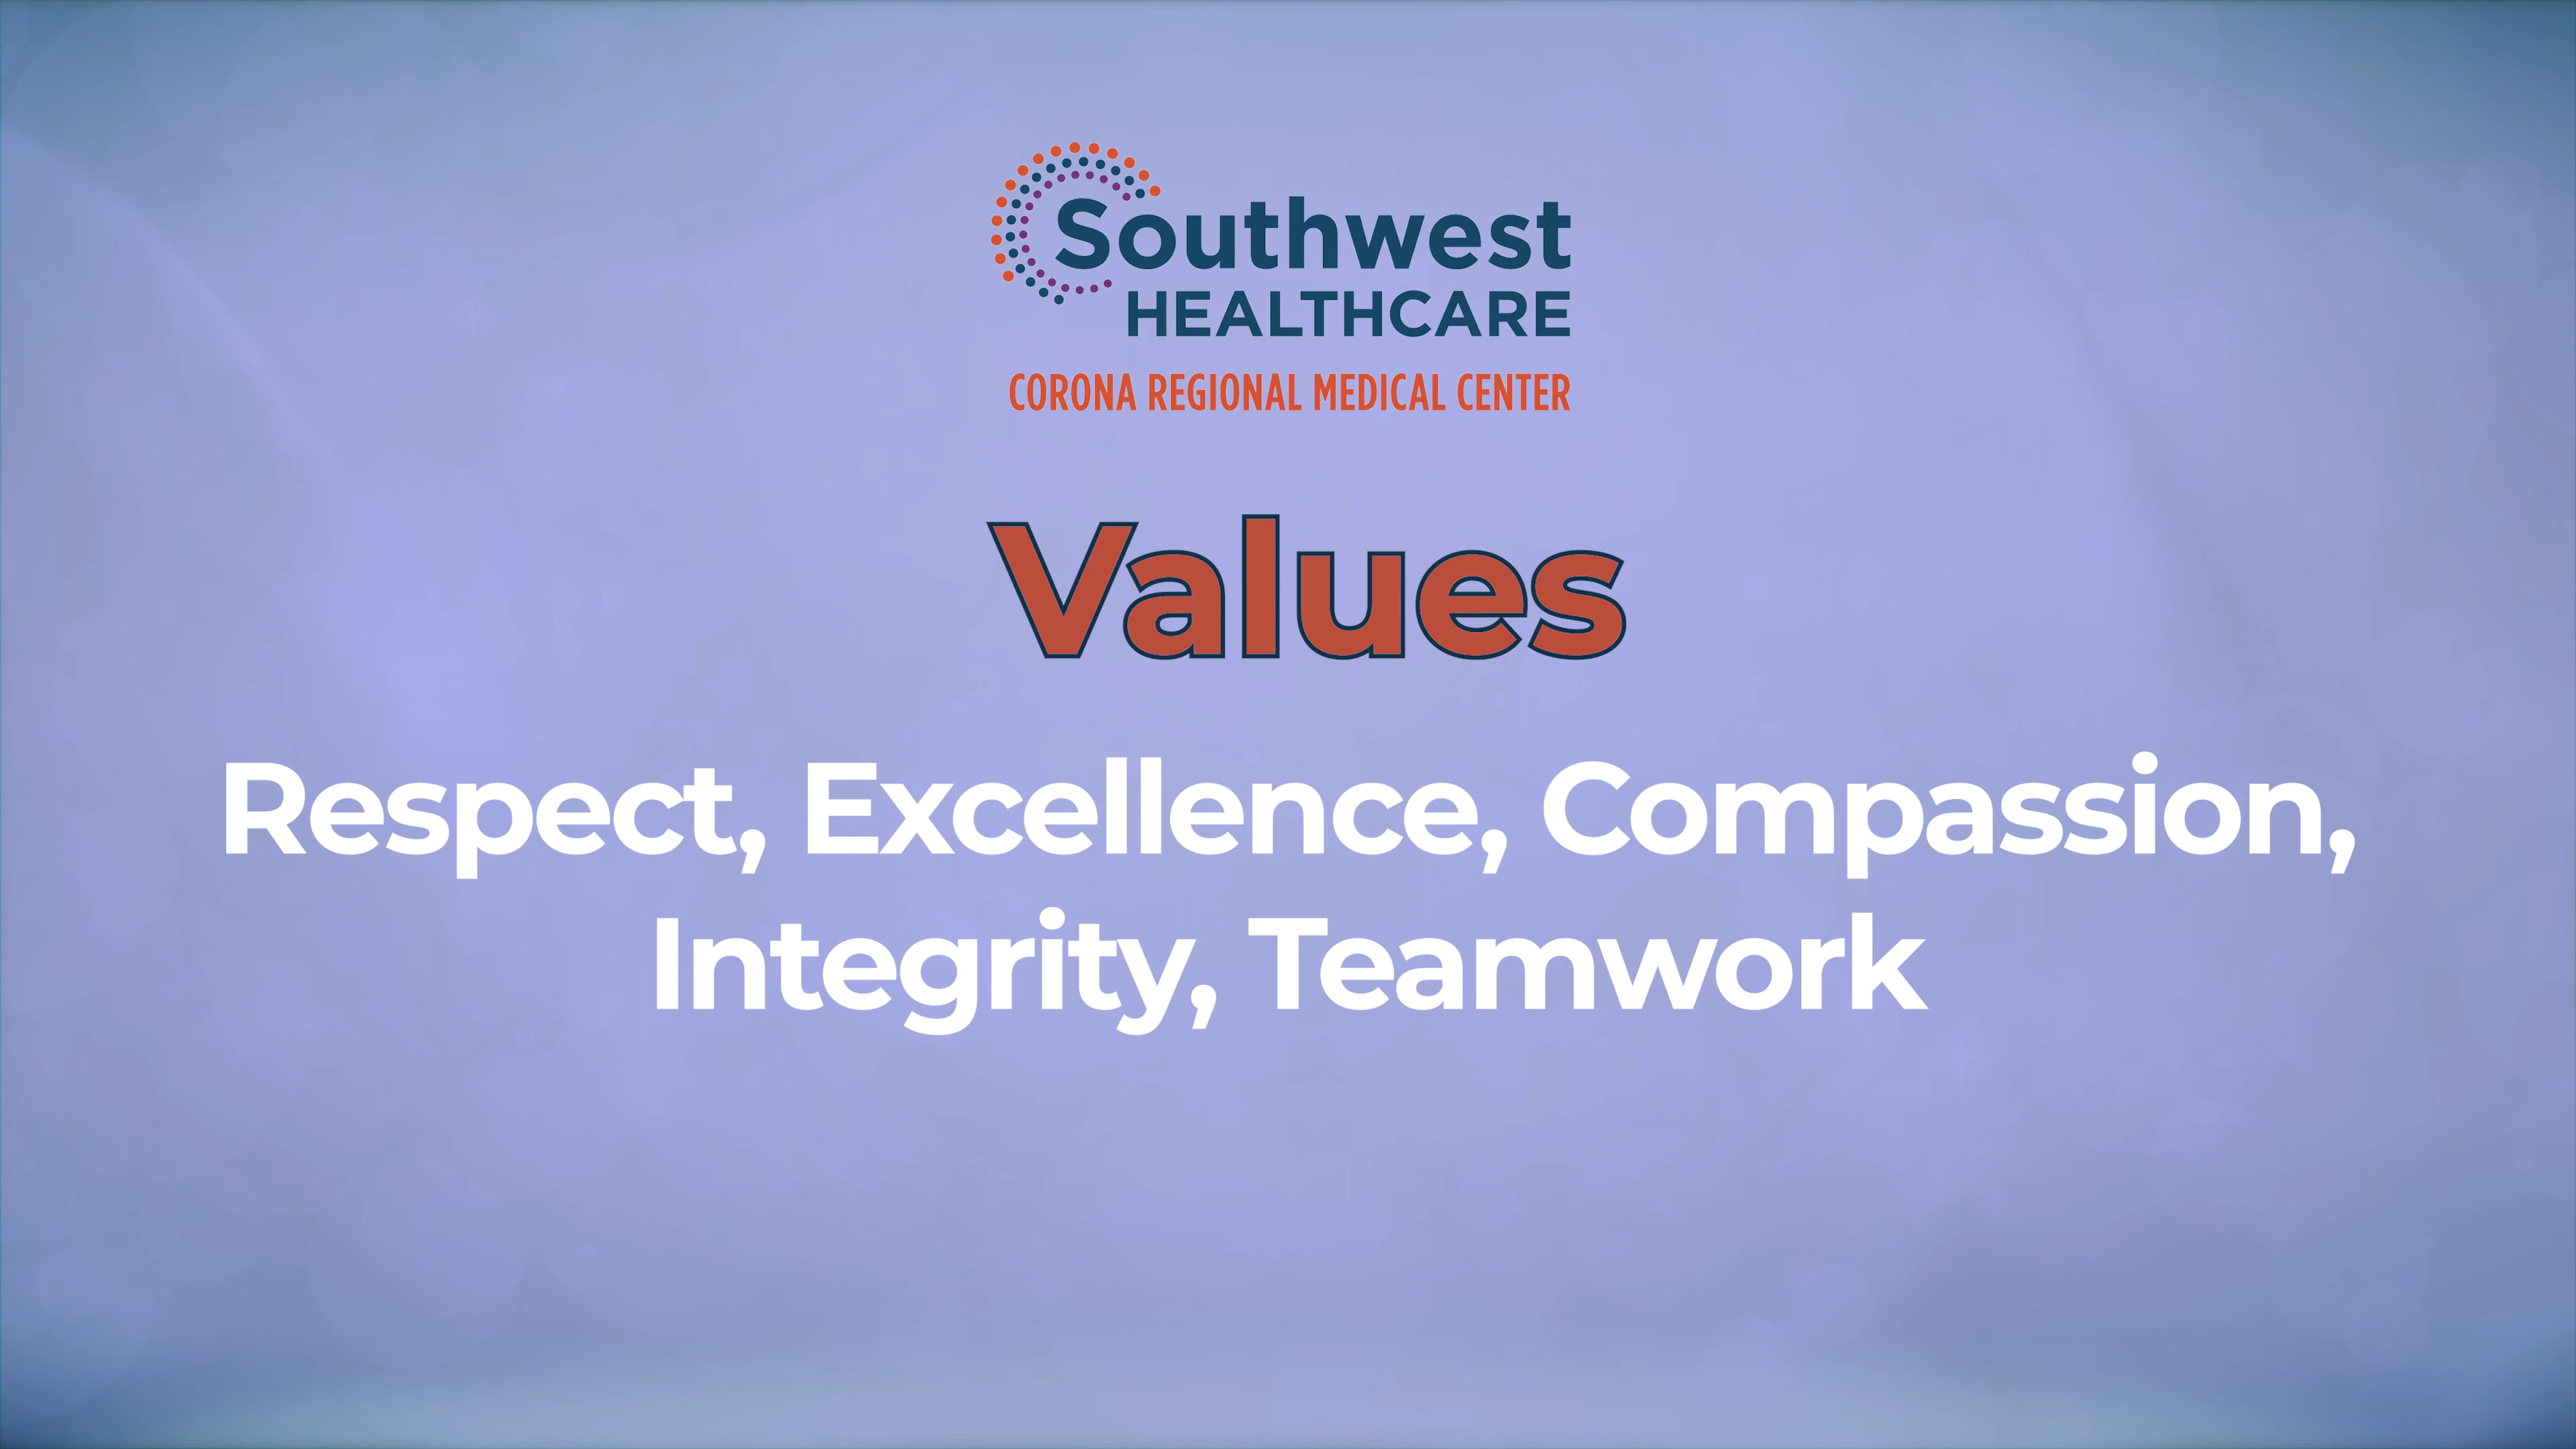 Southwest
HEALTHCARE
CORONA REGIONAL MEDICAL CENTER
Values
Respect, Excellence, Compassion,
Integrity, Teamwork